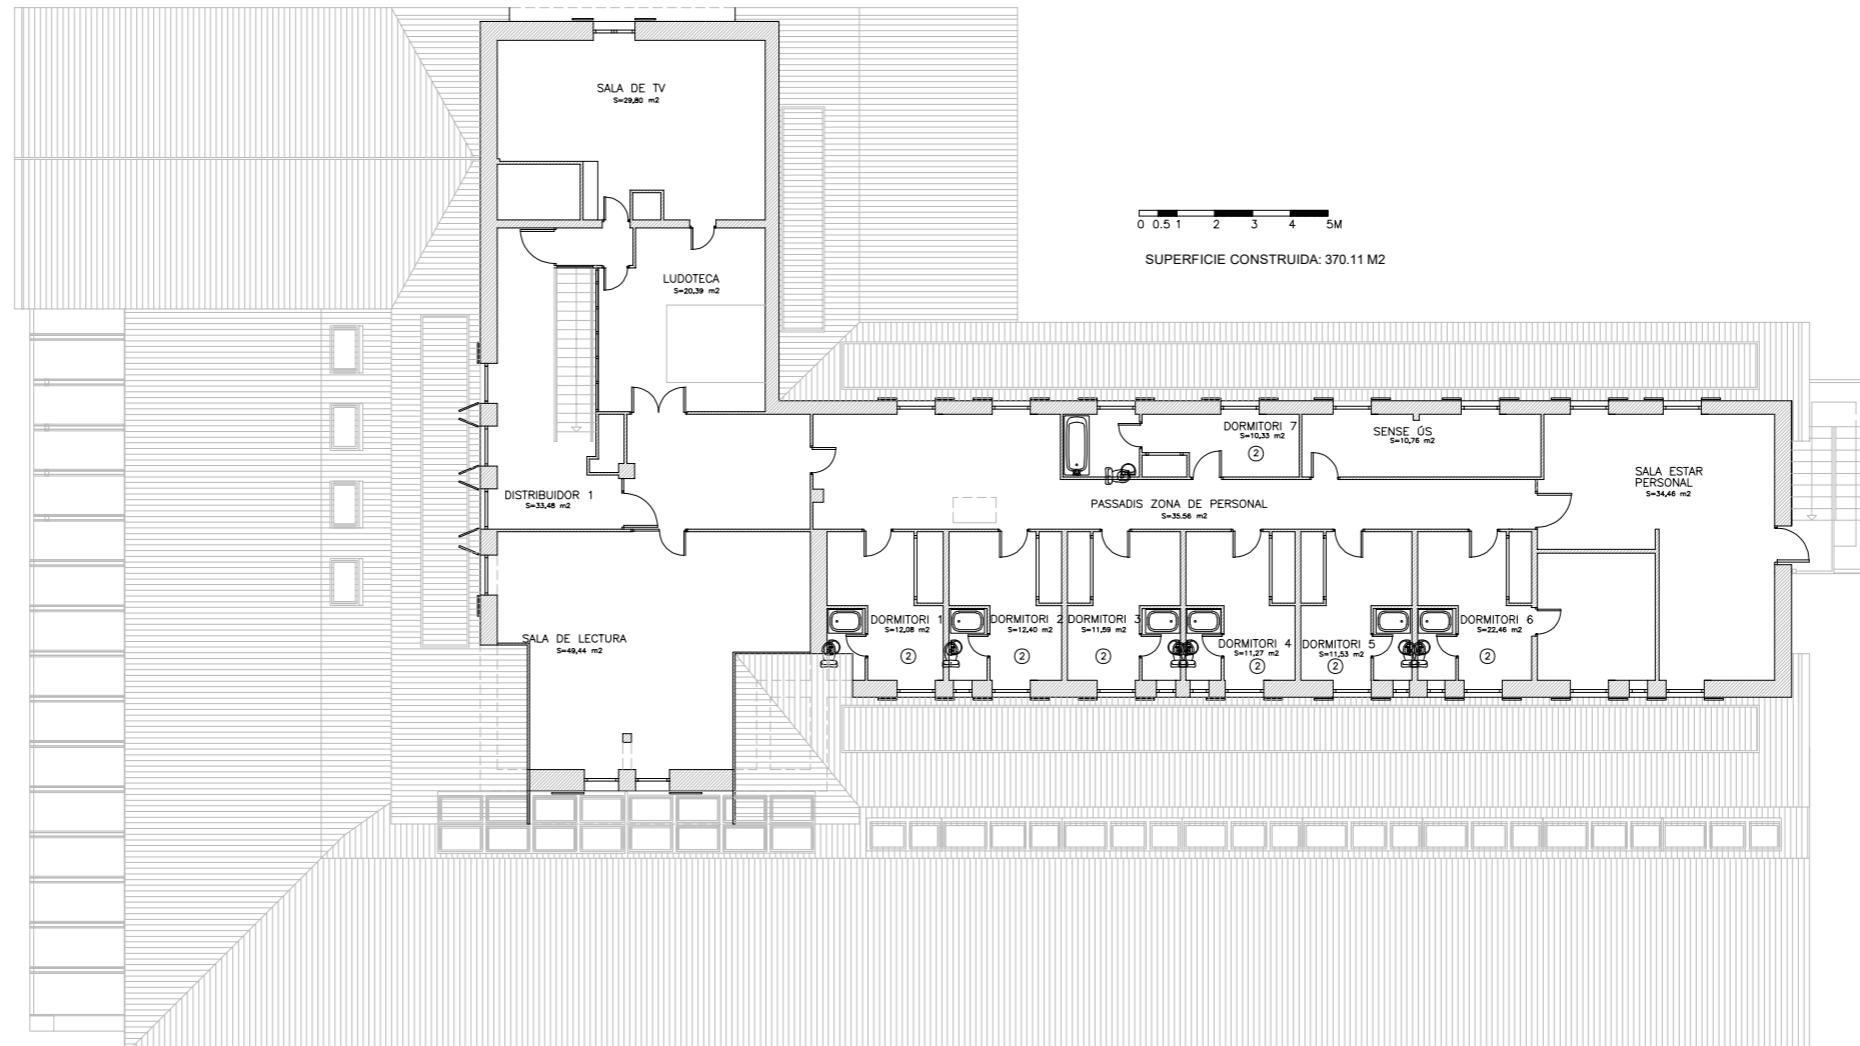 SALA DE TV
S=29,80 m2
0 0.5 1 2 3 4 5M
SUPERFICIE CONSTRUIDA: 370.11 M2
LUDOTECA
S=20,39 m2
DISTRIBUIDOR 1
S=33,48 m2
DORMITORI 7
S=10,33 m2
2
SENSE ÚS
S=10,76 m2
SALA ESTAR
PERSONAL
S=34,46 m2
PASSADIS ZONA DE PERSONAL
S=35.56 m2
SALA DE LECTURA
S=49,44 m2
DORMITORI 1
S=12,08 m2
2
DORMITORI 2
S=12,40 m2
2
DORMITORI 3
S=11,59 m2
2
DORMITORI 4
S=11,27 m2
2
DORMITORI 5
S=11,53 m2
2
DORMITORI 6
S=22,46 m2
2